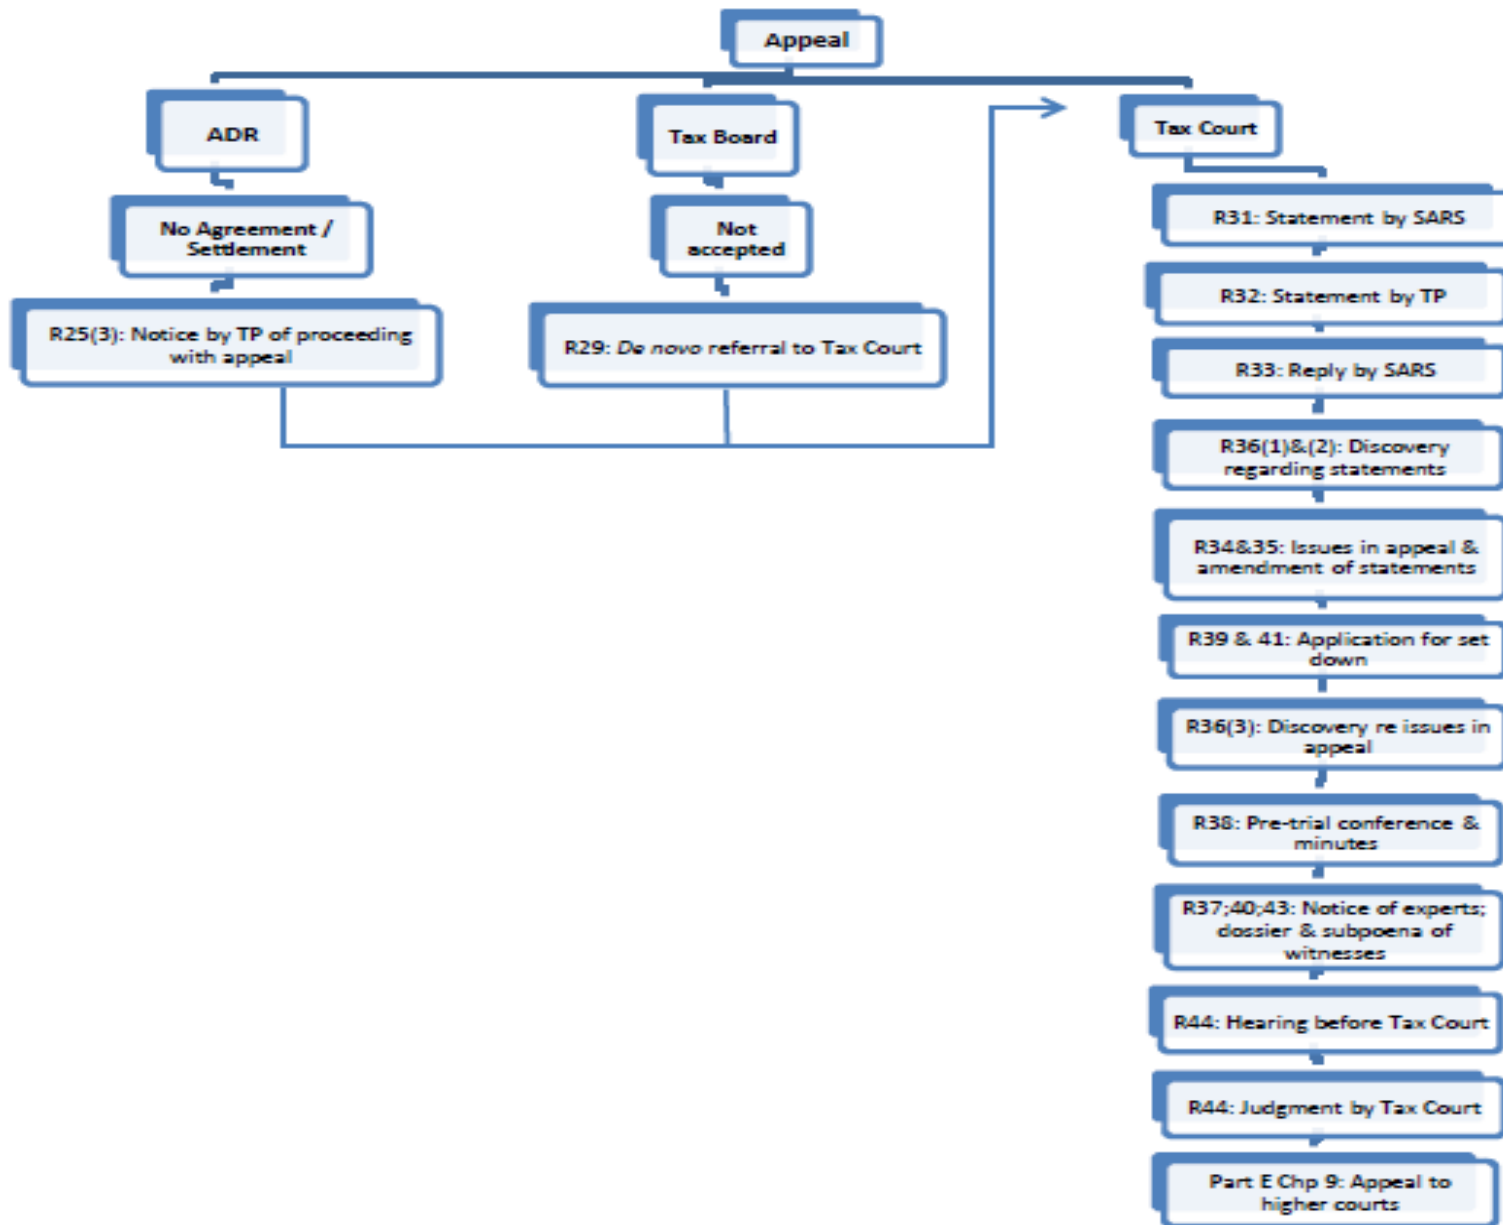 Appeal
ADR
Tax Board
Tax Court
No Agreement /
Settlement
Not
accepted
R25(3): Notice by TP of proceeding
with appeal
R29: De novo referral to Tax Court
R31: Statement by SARS
R32: Statement by TP
R33: Reply by SARS
R36(1)&(2): Discovery
regarding statements
R34&35: Issues in appeal &
amendment of statements
R39 & 41: Application for set
down
R36(3): Discovery re issues in
appeal
R38: Pre-trial conference &
minutes
R37;40;43: Notice of experts;
dossier & subpoena of
witnesses
R44: Hearing before Tax Court
R44: Judgment by Tax Court
Part E Chp 9: Appeal to
higher courts